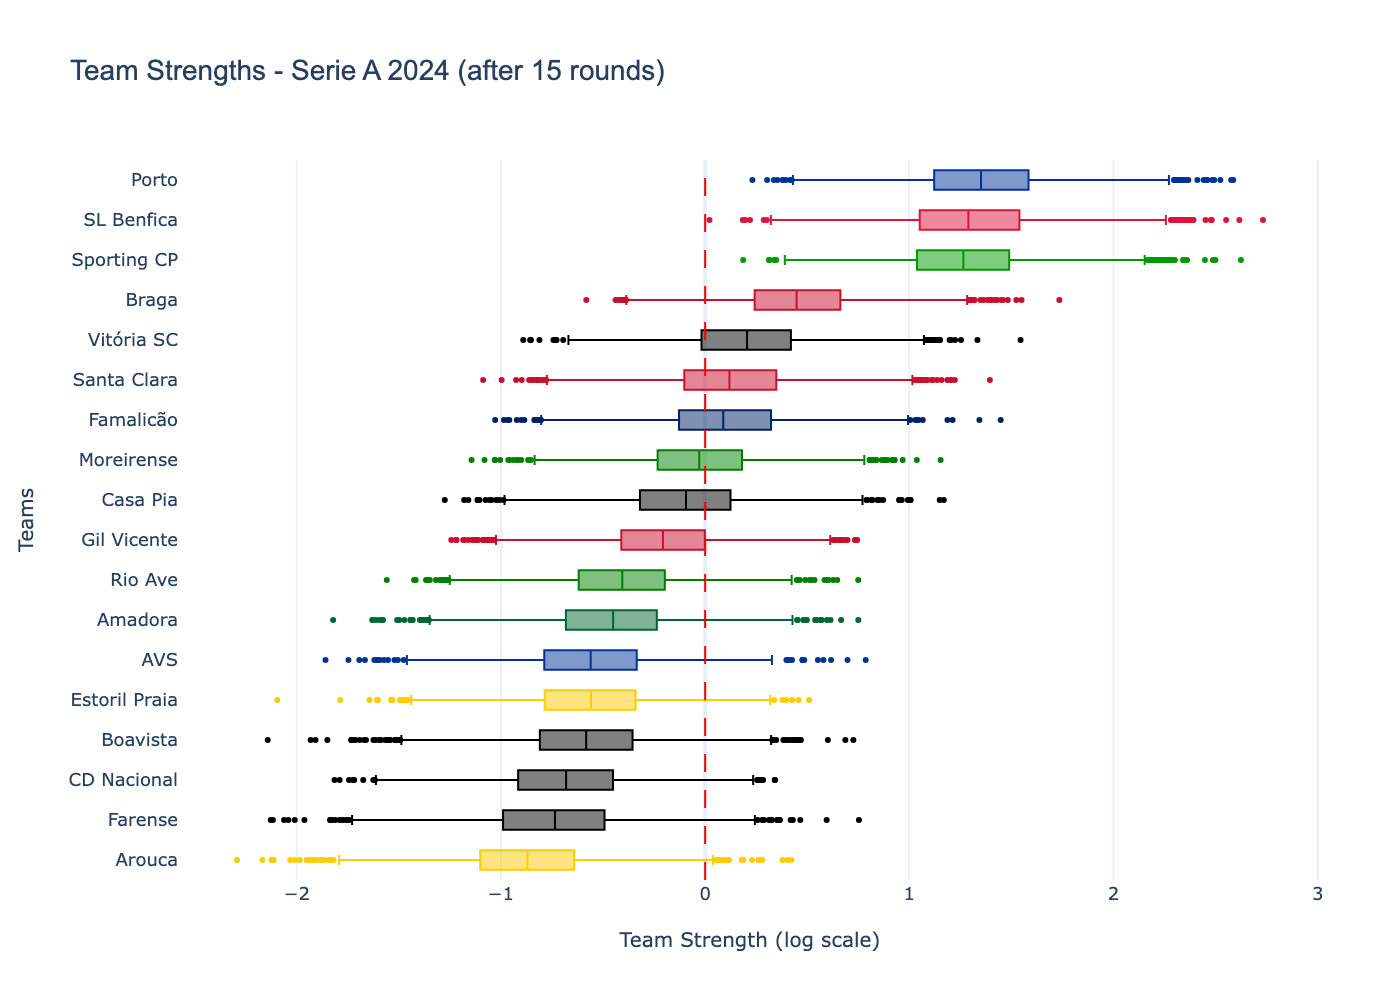 Team Strengths - Serie A 2024 (after 15 rounds)
Porto
SL Benfica
Sporting CP
Braga
Vitória SC
Santa Clara
Famalicão
Moreirense
Casa Pia
Gil Vicente
Rio Ave
Amadora
AVS
Estoril Praia
Boavista
CD Nacional
Farense
Arouca
Teams
−2 −1 0 1 2 3
Team Strength (log scale)